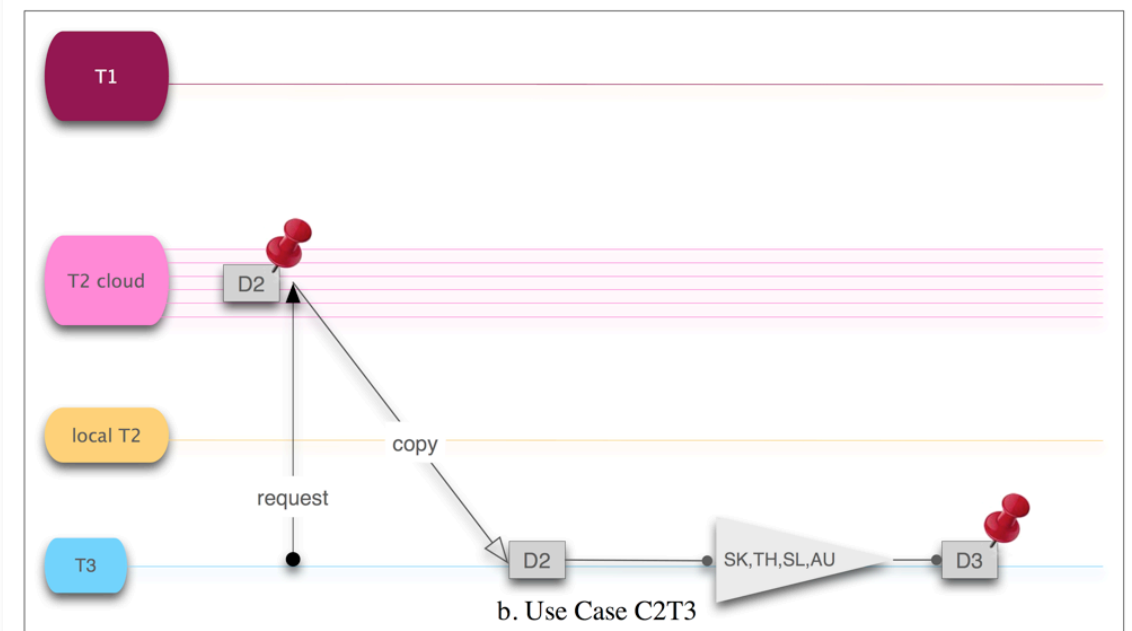 T1
T2 cloud
D2
local T2
copy
request
T3
D2
SK,TH,SL,AU
D3
b. Use Case C2T3